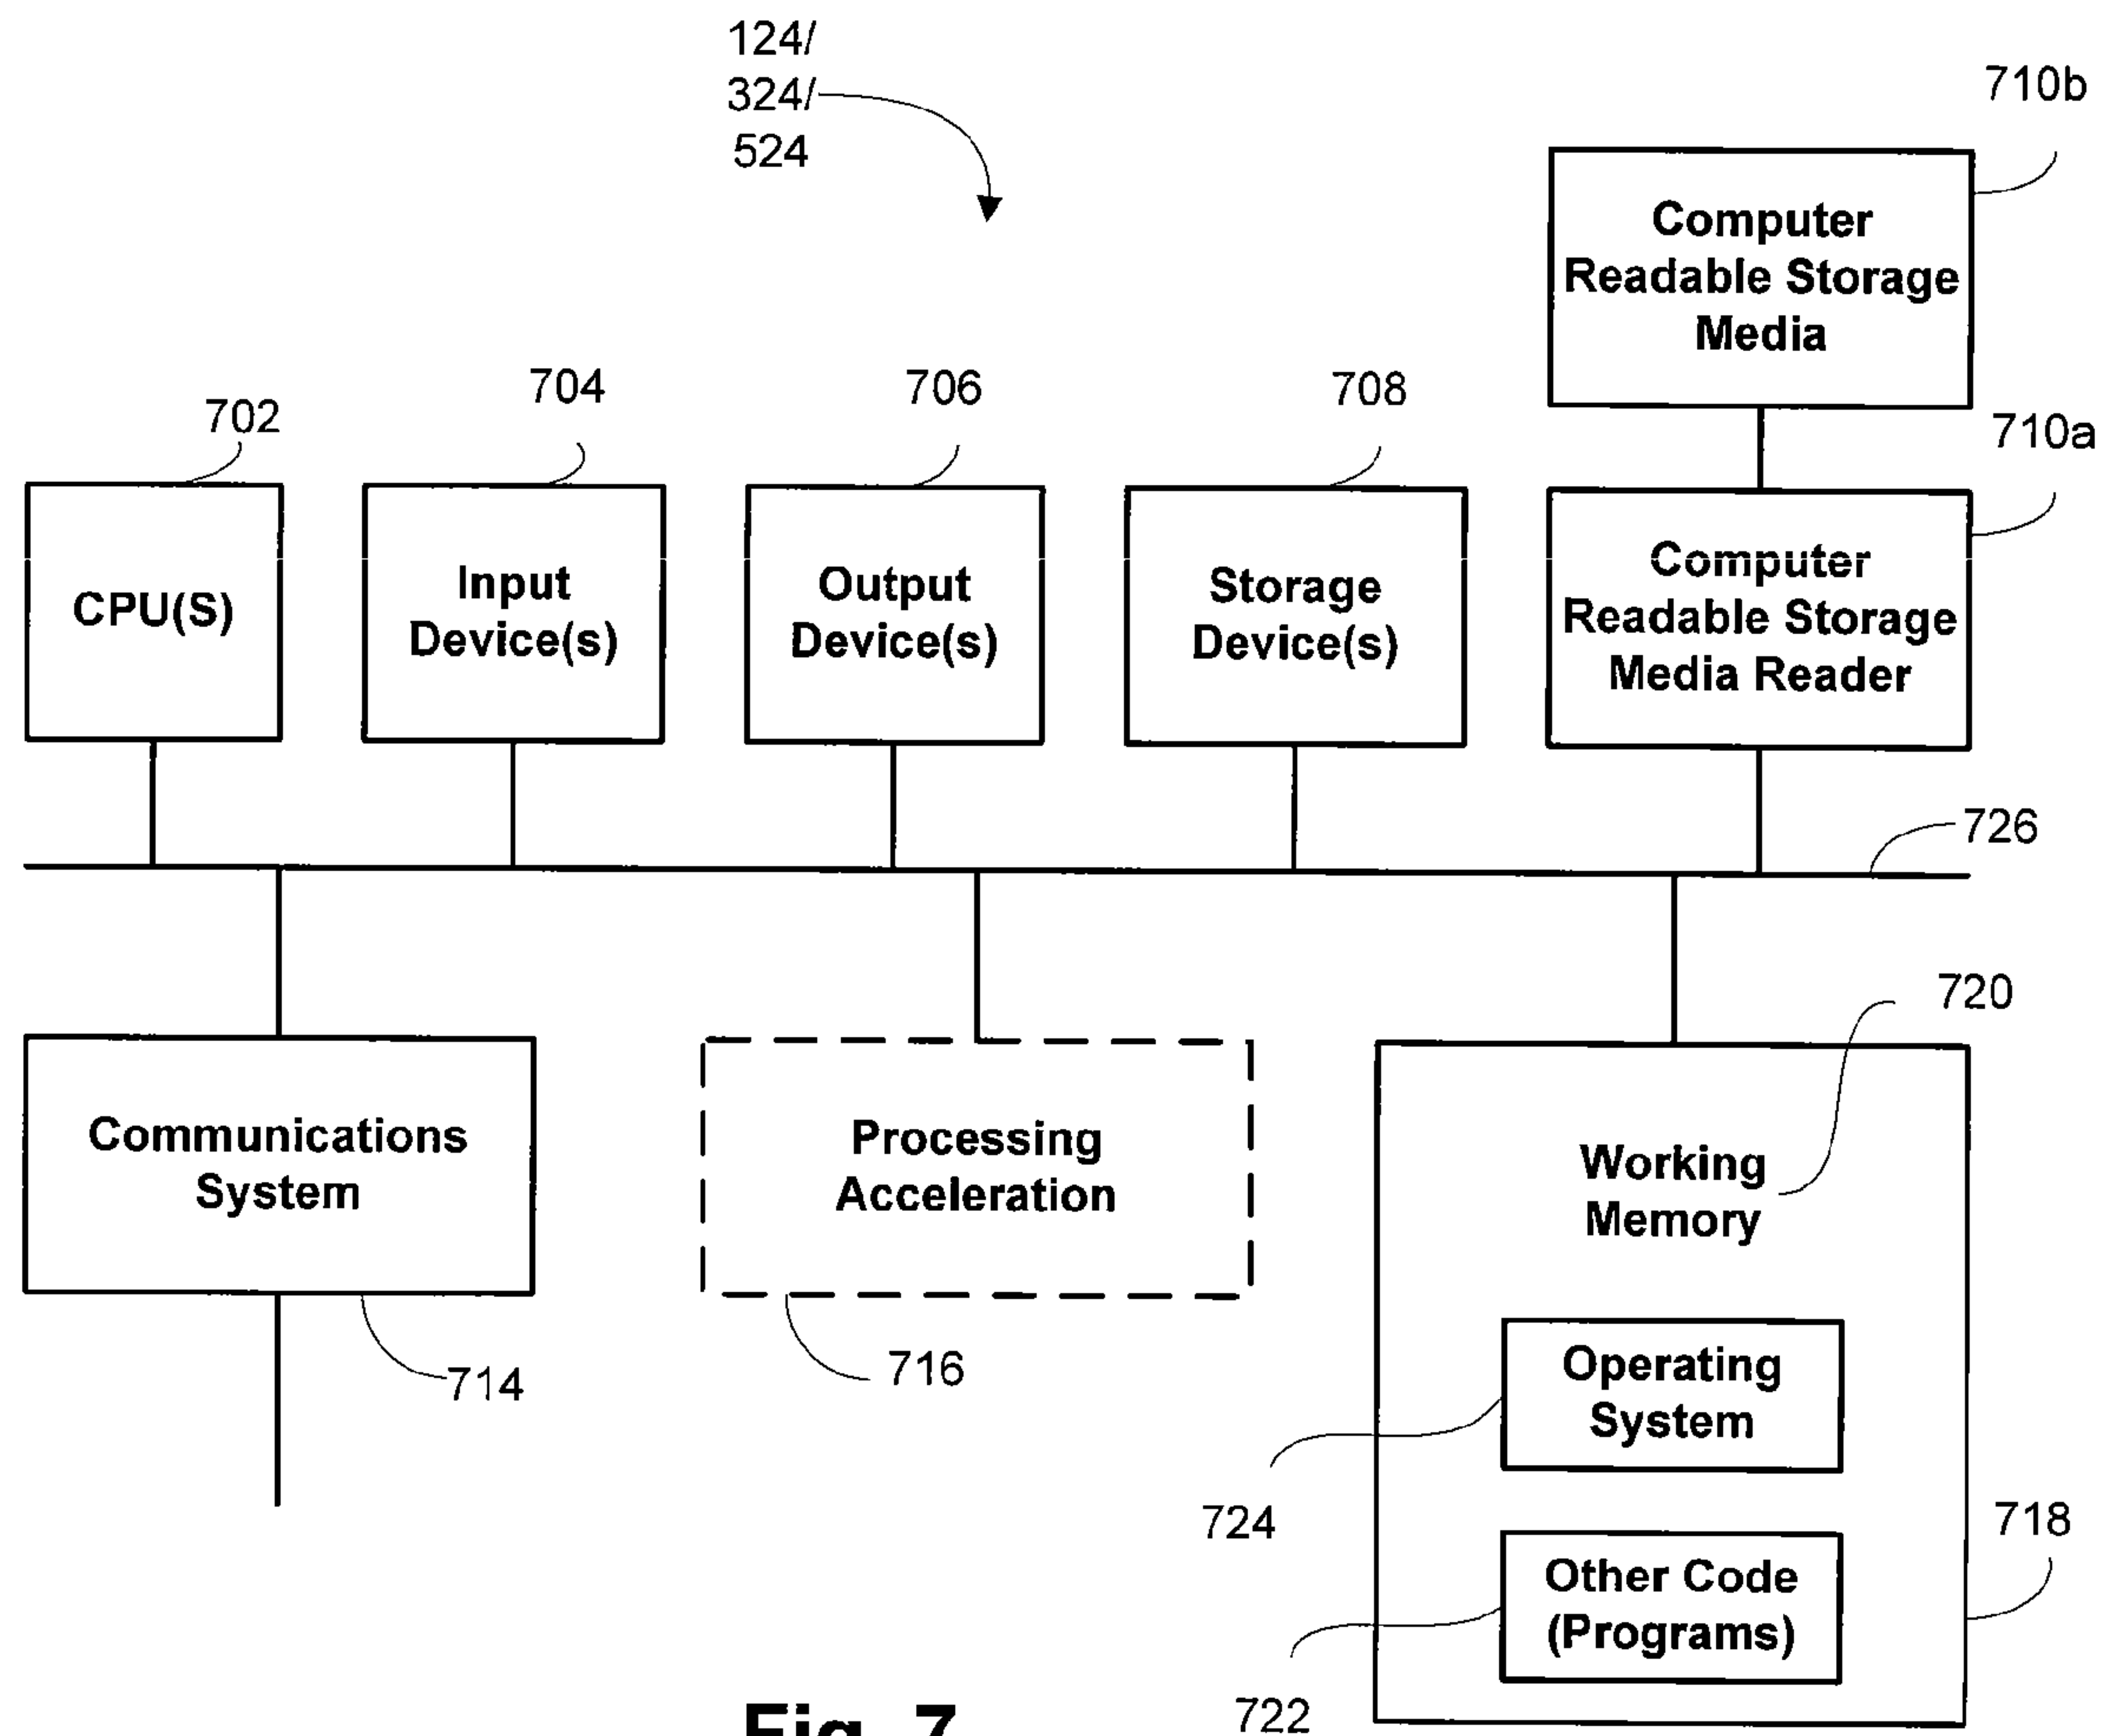 124/
324/
524
710b
Computer
Readable Storage
Media
702
704
706
708
710a
CPU(S)
Input
Device(s)
Output
Device(s)
Storage
Device(s)
Computer
Readable Storage
Media Reader
726
720
Communications
System
Processing
Acceleration
Working
Memory
714
716
Operating
System
724
718
Other Code
(Programs)
722
Fig. 7